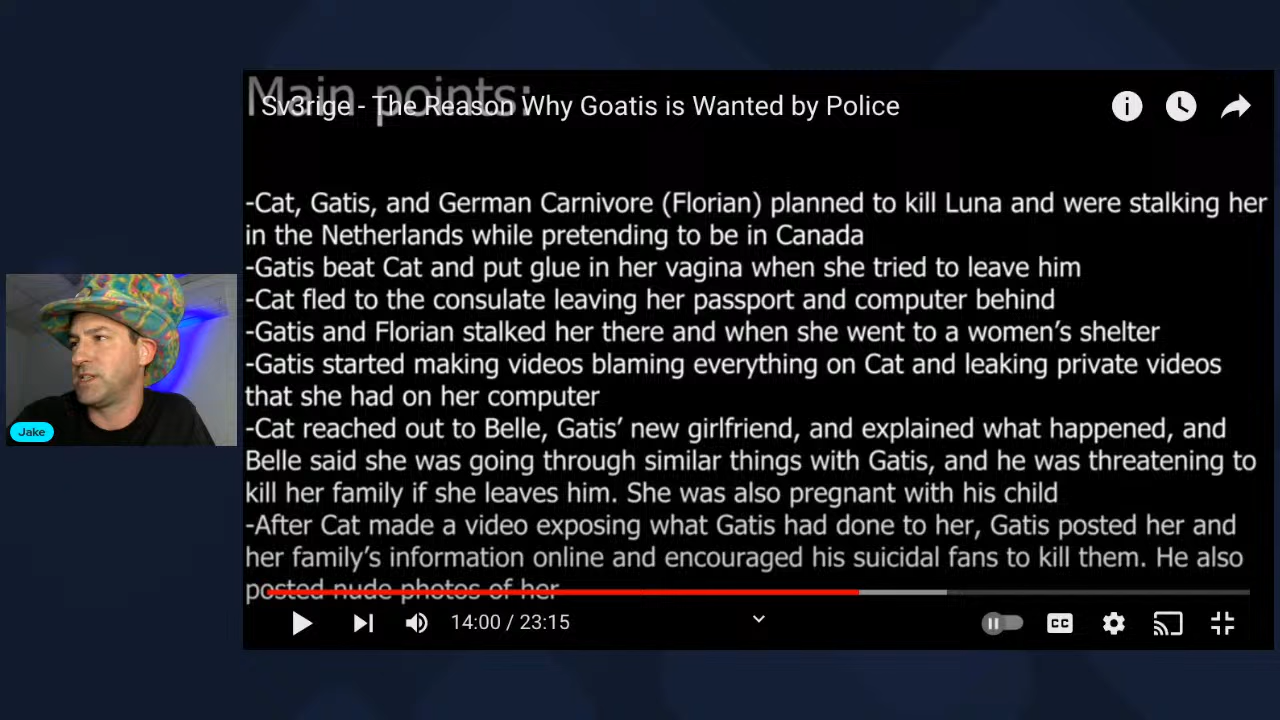 Main points:
Sv3rige - The Reason Why Goatis is Wanted by Police
-Cat, Gatis, and German Carnivore (Florian) planned to kill Luna and were stalking her
in the Netherlands while pretending to be in Canada
-Gatis beat Cat and put glue in her vagina when she tried to leave him
-Cat fled to the consulate leaving her passport and computer behind
-Gatis and Florian stalked her there and when she went to a women's shelter
-Gatis started making videos blaming everything on Cat and leaking private videos
that she had on her computer
-Cat reached out to Belle, Gatis' new girlfriend, and explained what happened, and
Belle said she was going through similar things with Gatis, and he was threatening to
kill her family if she leaves him. She was also pregnant with his child
-After Cat made a video exposing what Gatis had done to her, Gatis posted her and
her family's information online and encouraged his suicidal fans to kill them. He also
posted nude photos of her
Jake
14:00 / 23:15
CC